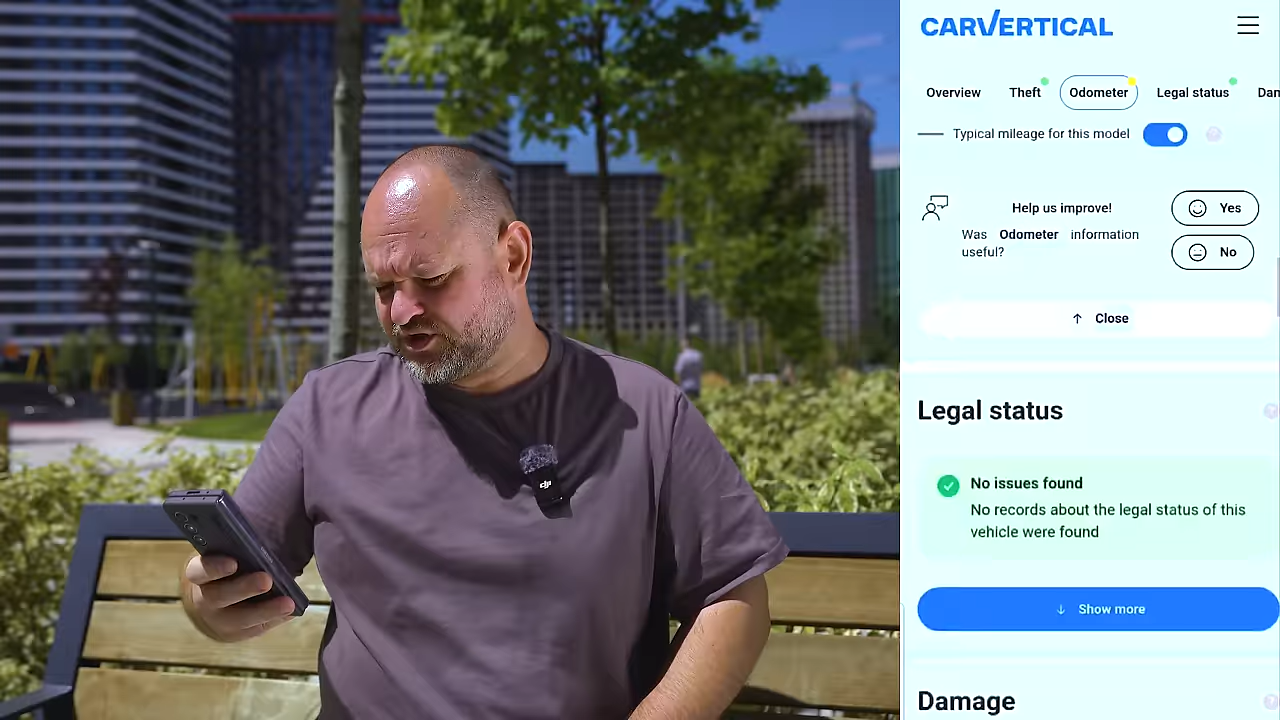 CARVERTICAL
Overview
Theft
Odometer
Legal status
Dan
Typical mileage for this model
?
Help us improve!
Was Odometer information
useful?
Yes
No
↑ Close
Legal status
?
No issues found
No records about the legal status of this
vehicle were found
↓ Show more
Damage
?
dji